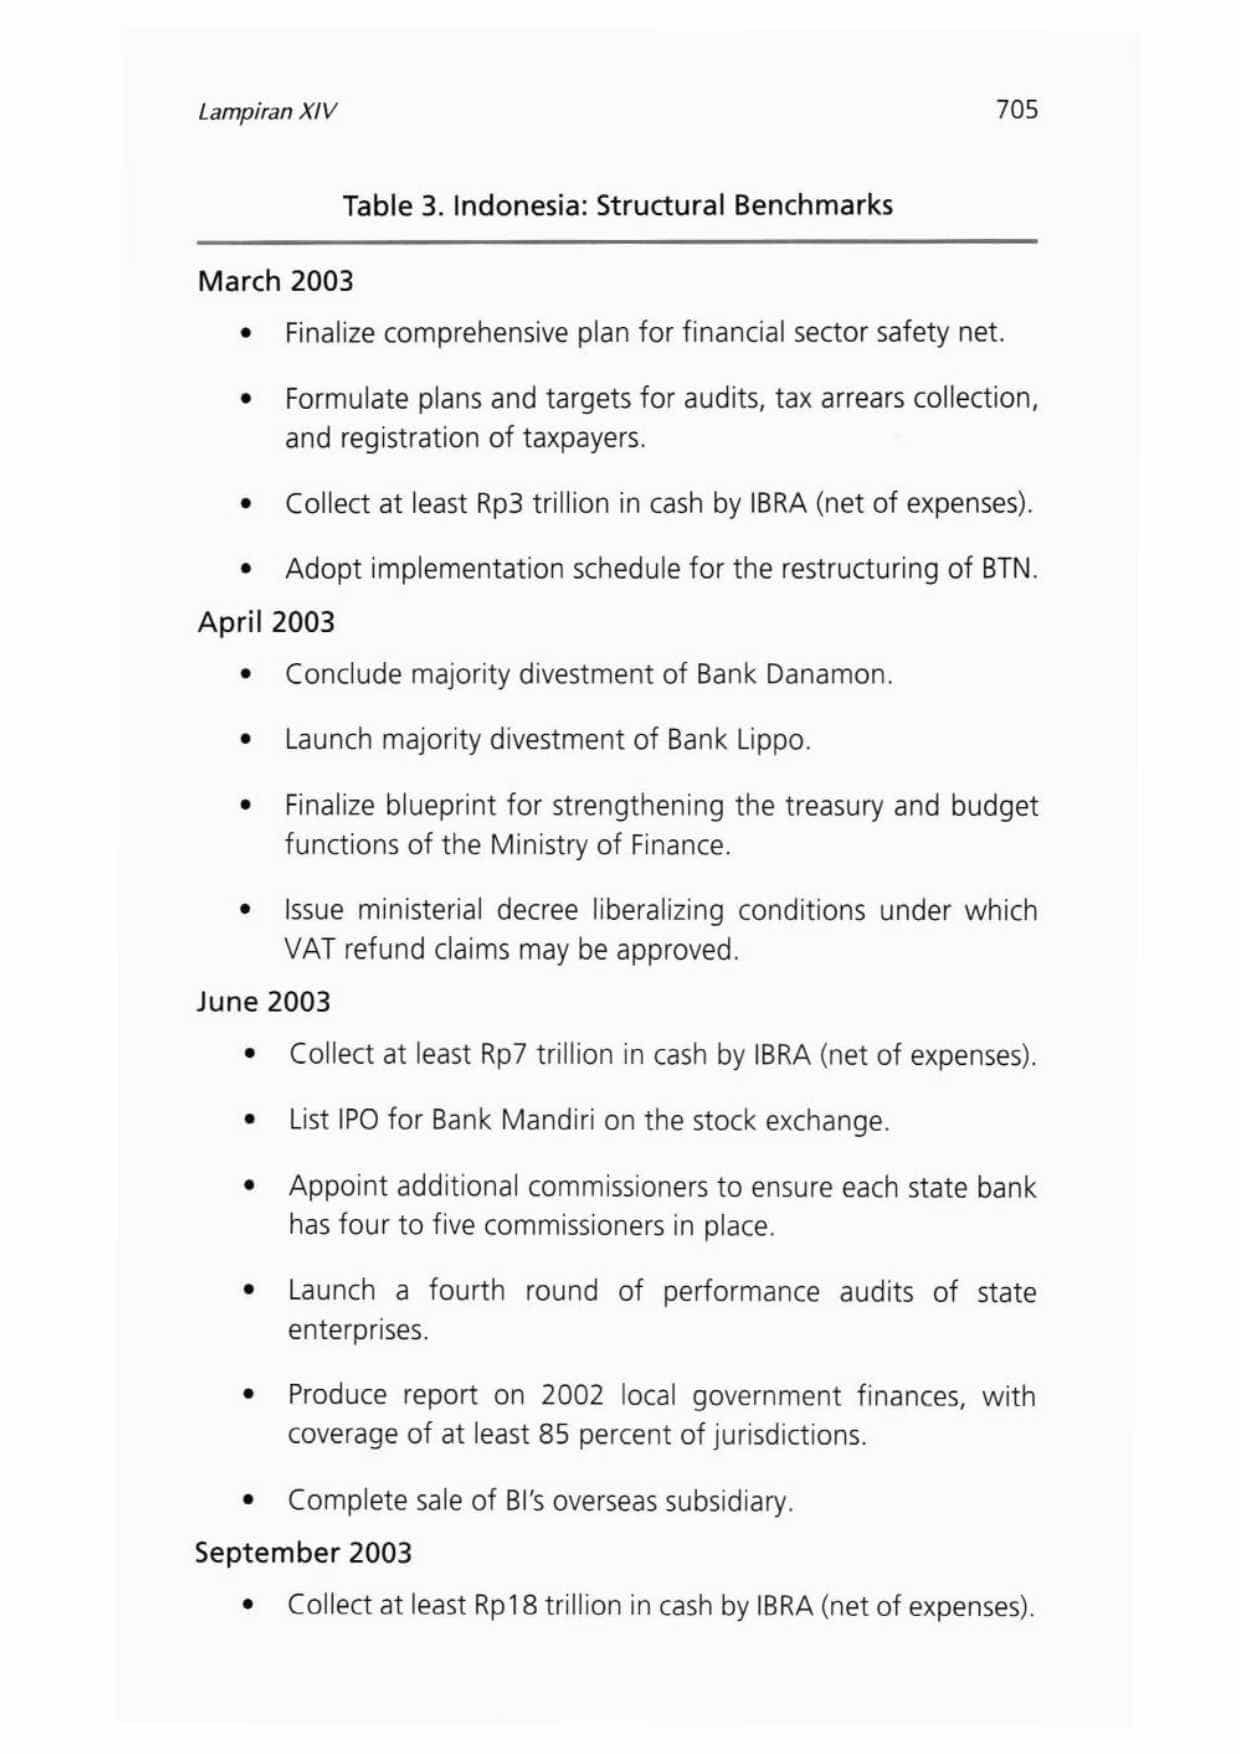 Lampiran XIV 705
Table 3. Indonesia: Structural Benchmarks
March 2003
• Finalize comprehensive plan for financial sector safety net.
• Formulate plans and targets for audits, tax arrears collection,
and registration of taxpayers.
• Collect at least Rp3 trillion in cash by IBRA (net of expenses).
• Adopt implementation schedule for the restructuring of BTN.
April 2003
• Conclude majority divestment of Bank Danamon.
• Launch majority divestment of Bank Lippo.
• Finalize blueprint for strengthening the treasury and budget
functions of the Ministry of Finance.
• Issue ministerial decree liberalizing conditions under which
VAT refund claims may be approved.
June 2003
• Collect at least Rp7 trillion in cash by IBRA (net of expenses).
• List IPO for Bank Mandiri on the stock exchange.
• Appoint additional commissioners to ensure each state bank
has four to five commissioners in place.
• Launch a fourth round of performance audits of state
enterprises.
• Produce report on 2002 local government finances, with
coverage of at least 85 percent of jurisdictions.
• Complete sale of BI's overseas subsidiary.
September 2003
• Collect at least Rp18 trillion in cash by IBRA (net of expenses).